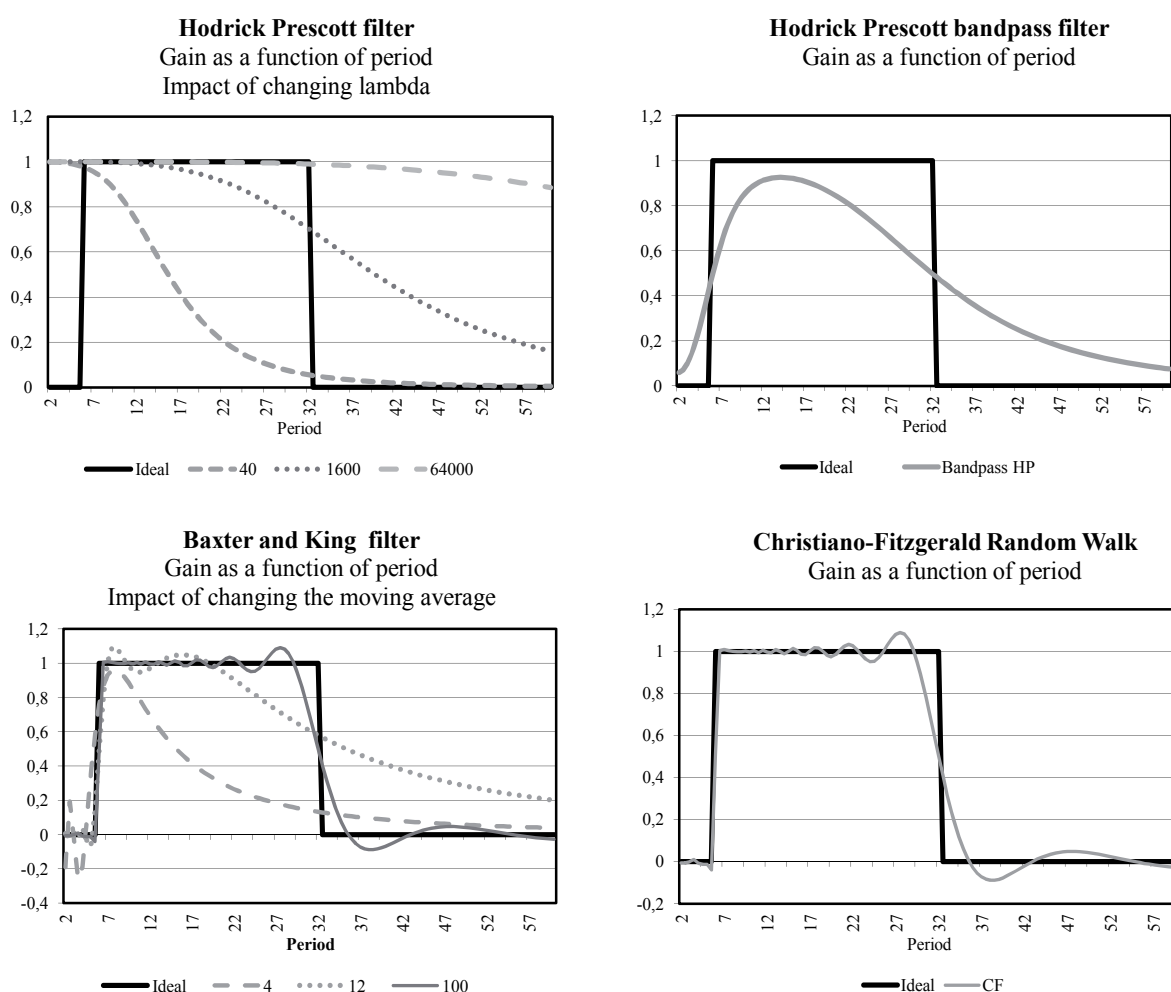 Hodrick Prescott filter
Gain as a function of period
Impact of changing lambda
1,2
1
0,8
0,6
0,4
0,2
0
2 7 12 17 22 27 32 37 42 47 52 57
Period
Ideal 40 1600 64000
Hodrick Prescott bandpass filter
Gain as a function of period
1,2
1
0,8
0,6
0,4
0,2
0
2 7 12 17 22 27 32 37 42 47 52 57
Period
Ideal Bandpass HP
Baxter and King filter
Gain as a function of period
Impact of changing the moving average
1,2
1
0,8
0,6
0,4
0,2
0
-0,2
-0,4
2 7 12 17 22 27 32 37 42 47 52 57
Period
Ideal 4 12 100
Christiano-Fitzgerald Random Walk
Gain as a function of period
1,2
1
0,8
0,6
0,4
0,2
0
-0,2
2 7 12 17 22 27 32 37 42 47 52 57
Period
Ideal CF